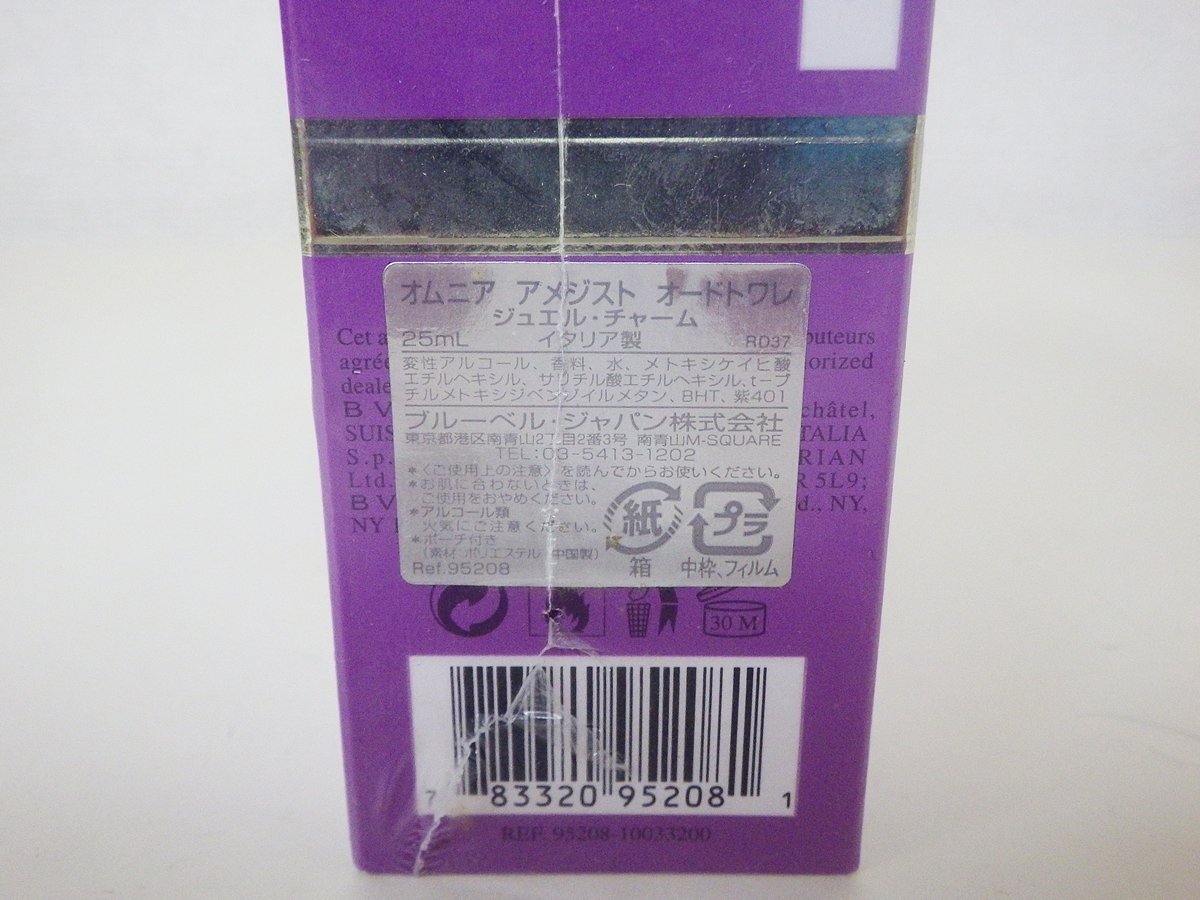 オムニア アメジスト オードトワレ
ジュエル・チャーム
25mL イタリア製 RD37
変性アルコール、香料、水、メトキシケイヒ酸
エチルヘキシル、サリチル酸エチルヘキシル、t-ブ
チルメトキシジベンゾイルメタン、BHT、紫401
ブルーベル・ジャパン株式会社
東京都港区南青山2丁目2番3号 南青山M-SQUARE
TEL:03-5413-1202
*〈ご使用上の注意〉を読んでからお使いください。
*お肌に合わないときは、
ご使用をおやめください。
*アルコール類
火気にご注意ください。
*ポーチ付き
(素材:ポリエステル 中国製)
Ref.95208
紙
箱
プラ
中枠、フィルム
Cet
buteurs
agréé
orized
deale
B V
châtel,
SUIS
TALIA
S.p.
RIAN
Ltd.
R 5L9;
B V
d., NY,
NY
30 M
7 83320 95208 1
REF 95208-10033200